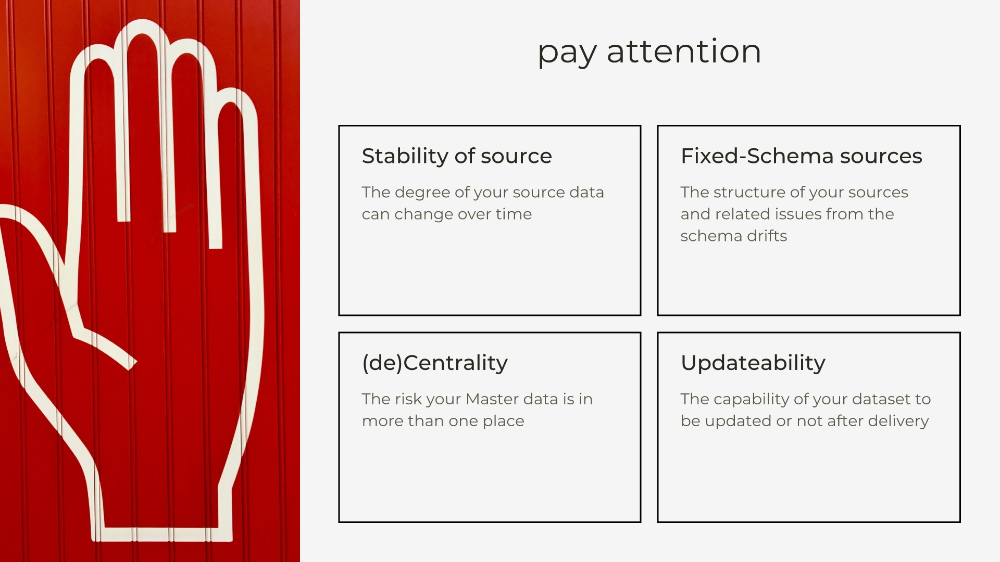 pay attention
Stability of source
The degree of your source data
can change over time
Fixed-Schema sources
The structure of your sources
and related issues from the
schema drifts
(de)Centrality
The risk your Master data is in
more than one place
Updateability
The capability of your dataset to
be updated or not after delivery